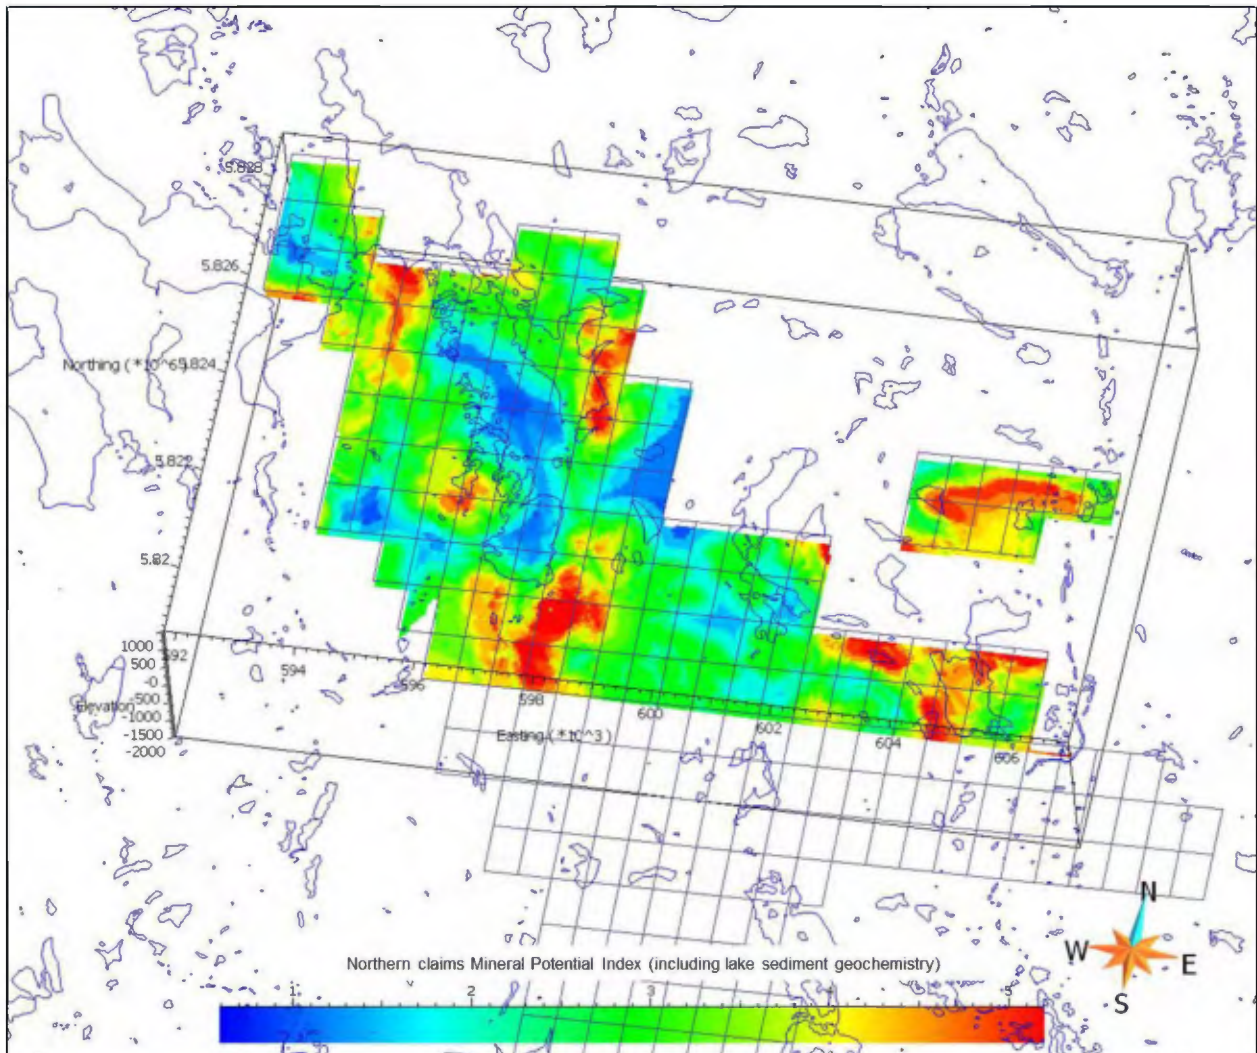 5.828
5.826
Northing (*10^6)
5.824
5.822
5.82
1000
500
-0
-500
-1000
-1500
-2000
Elevation
592
594
596
598
600
602
604
606
Easting (*10^3)
N
W
E
S
Northern claims Mineral Potential Index (including lake sediment geochemistry)
1 2 3 4 5